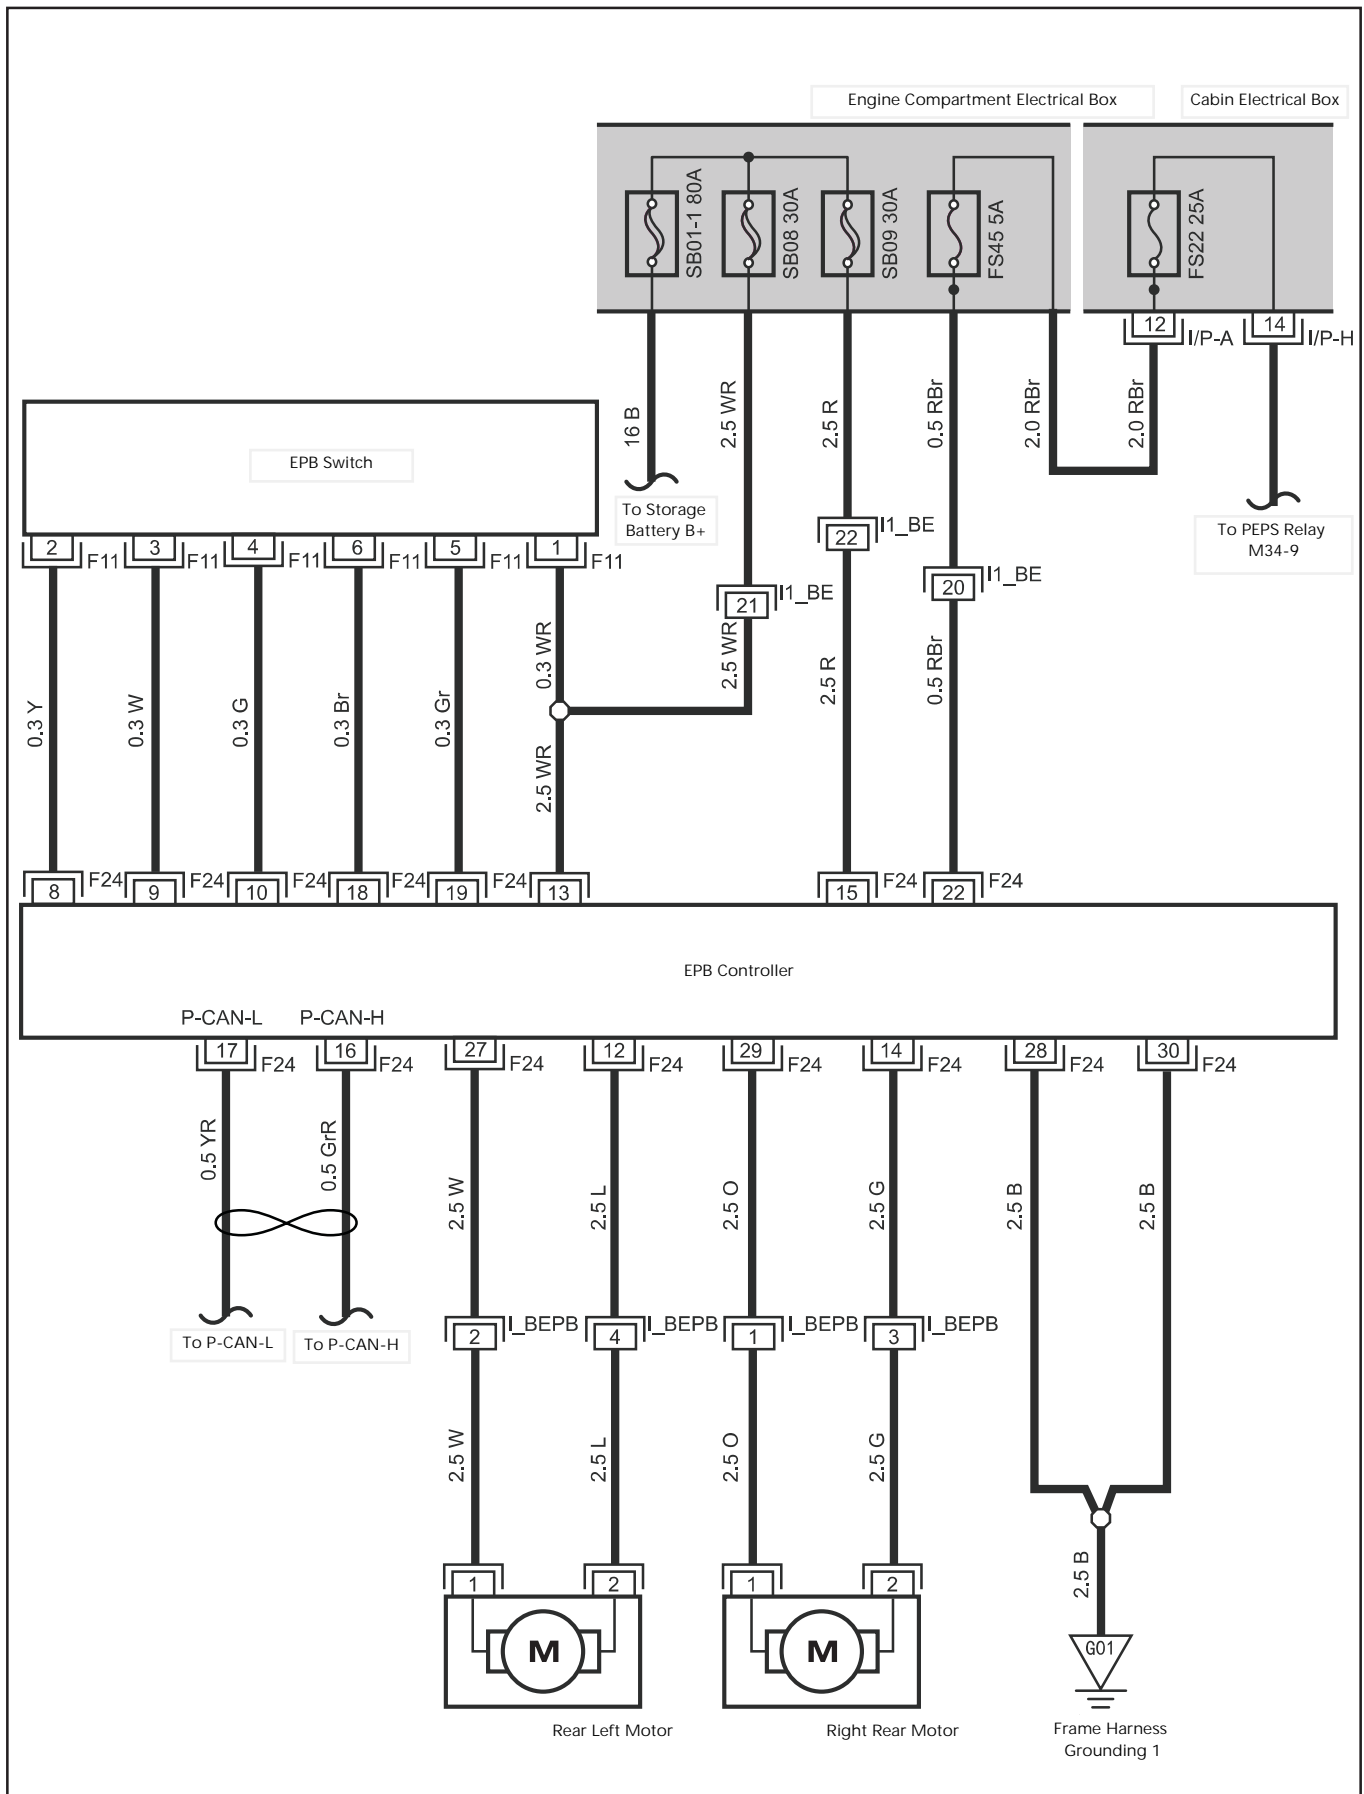 Engine Compartment Electrical Box
Cabin Electrical Box
SB01-1 80A
SB08 30A
SB09 30A
FS45 5A
FS22 25A
12
I/P-A
14
I/P-H
16 B
2.5 WR
2.5 R
0.5 RBr
2.0 RBr
2.0 RBr
EPB Switch
To Storage
Battery B+
To PEPS Relay
M34-9
22
I1_BE
2
F11
3
F11
4
F11
6
F11
5
F11
1
F11
21
I1_BE
20
I1_BE
0.3 Y
0.3 W
0.3 G
0.3 Br
0.3 Gr
0.3 WR
2.5 WR
2.5 R
0.5 RBr
2.5 WR
8
F24
9
F24
10
F24
18
F24
19
F24
13
15
F24
22
F24
EPB Controller
P-CAN-L
P-CAN-H
17
F24
16
F24
27
F24
12
F24
29
F24
14
F24
28
F24
30
F24
0.5 YR
0.5 GrR
2.5 W
2.5 L
2.5 O
2.5 G
2.5 B
2.5 B
To P-CAN-L
To P-CAN-H
2
I_BEPB
4
I_BEPB
1
I_BEPB
3
I_BEPB
2.5 W
2.5 L
2.5 O
2.5 G
2.5 B
1
2
1
2
M
M
G01
Rear Left Motor
Right Rear Motor
Frame Harness
Grounding 1